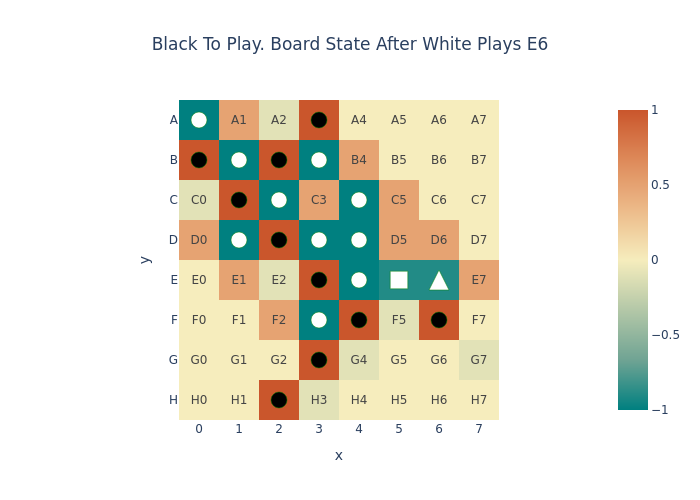 Black To Play. Board State After White Plays E6
A A1 A2 A4 A5 A6 A7
B B4 B5 B6 B7
C C0 C3 C5 C6 C7
D D0 D5 D6 D7
E E0 E1 E2 E7
F F0 F1 F2 F5 F7
G G0 G1 G2 G4 G5 G6 G7
H H0 H1 H3 H4 H5 H6 H7
0 1 2 3 4 5 6 7
x
y
1
0.5
0
−0.5
−1